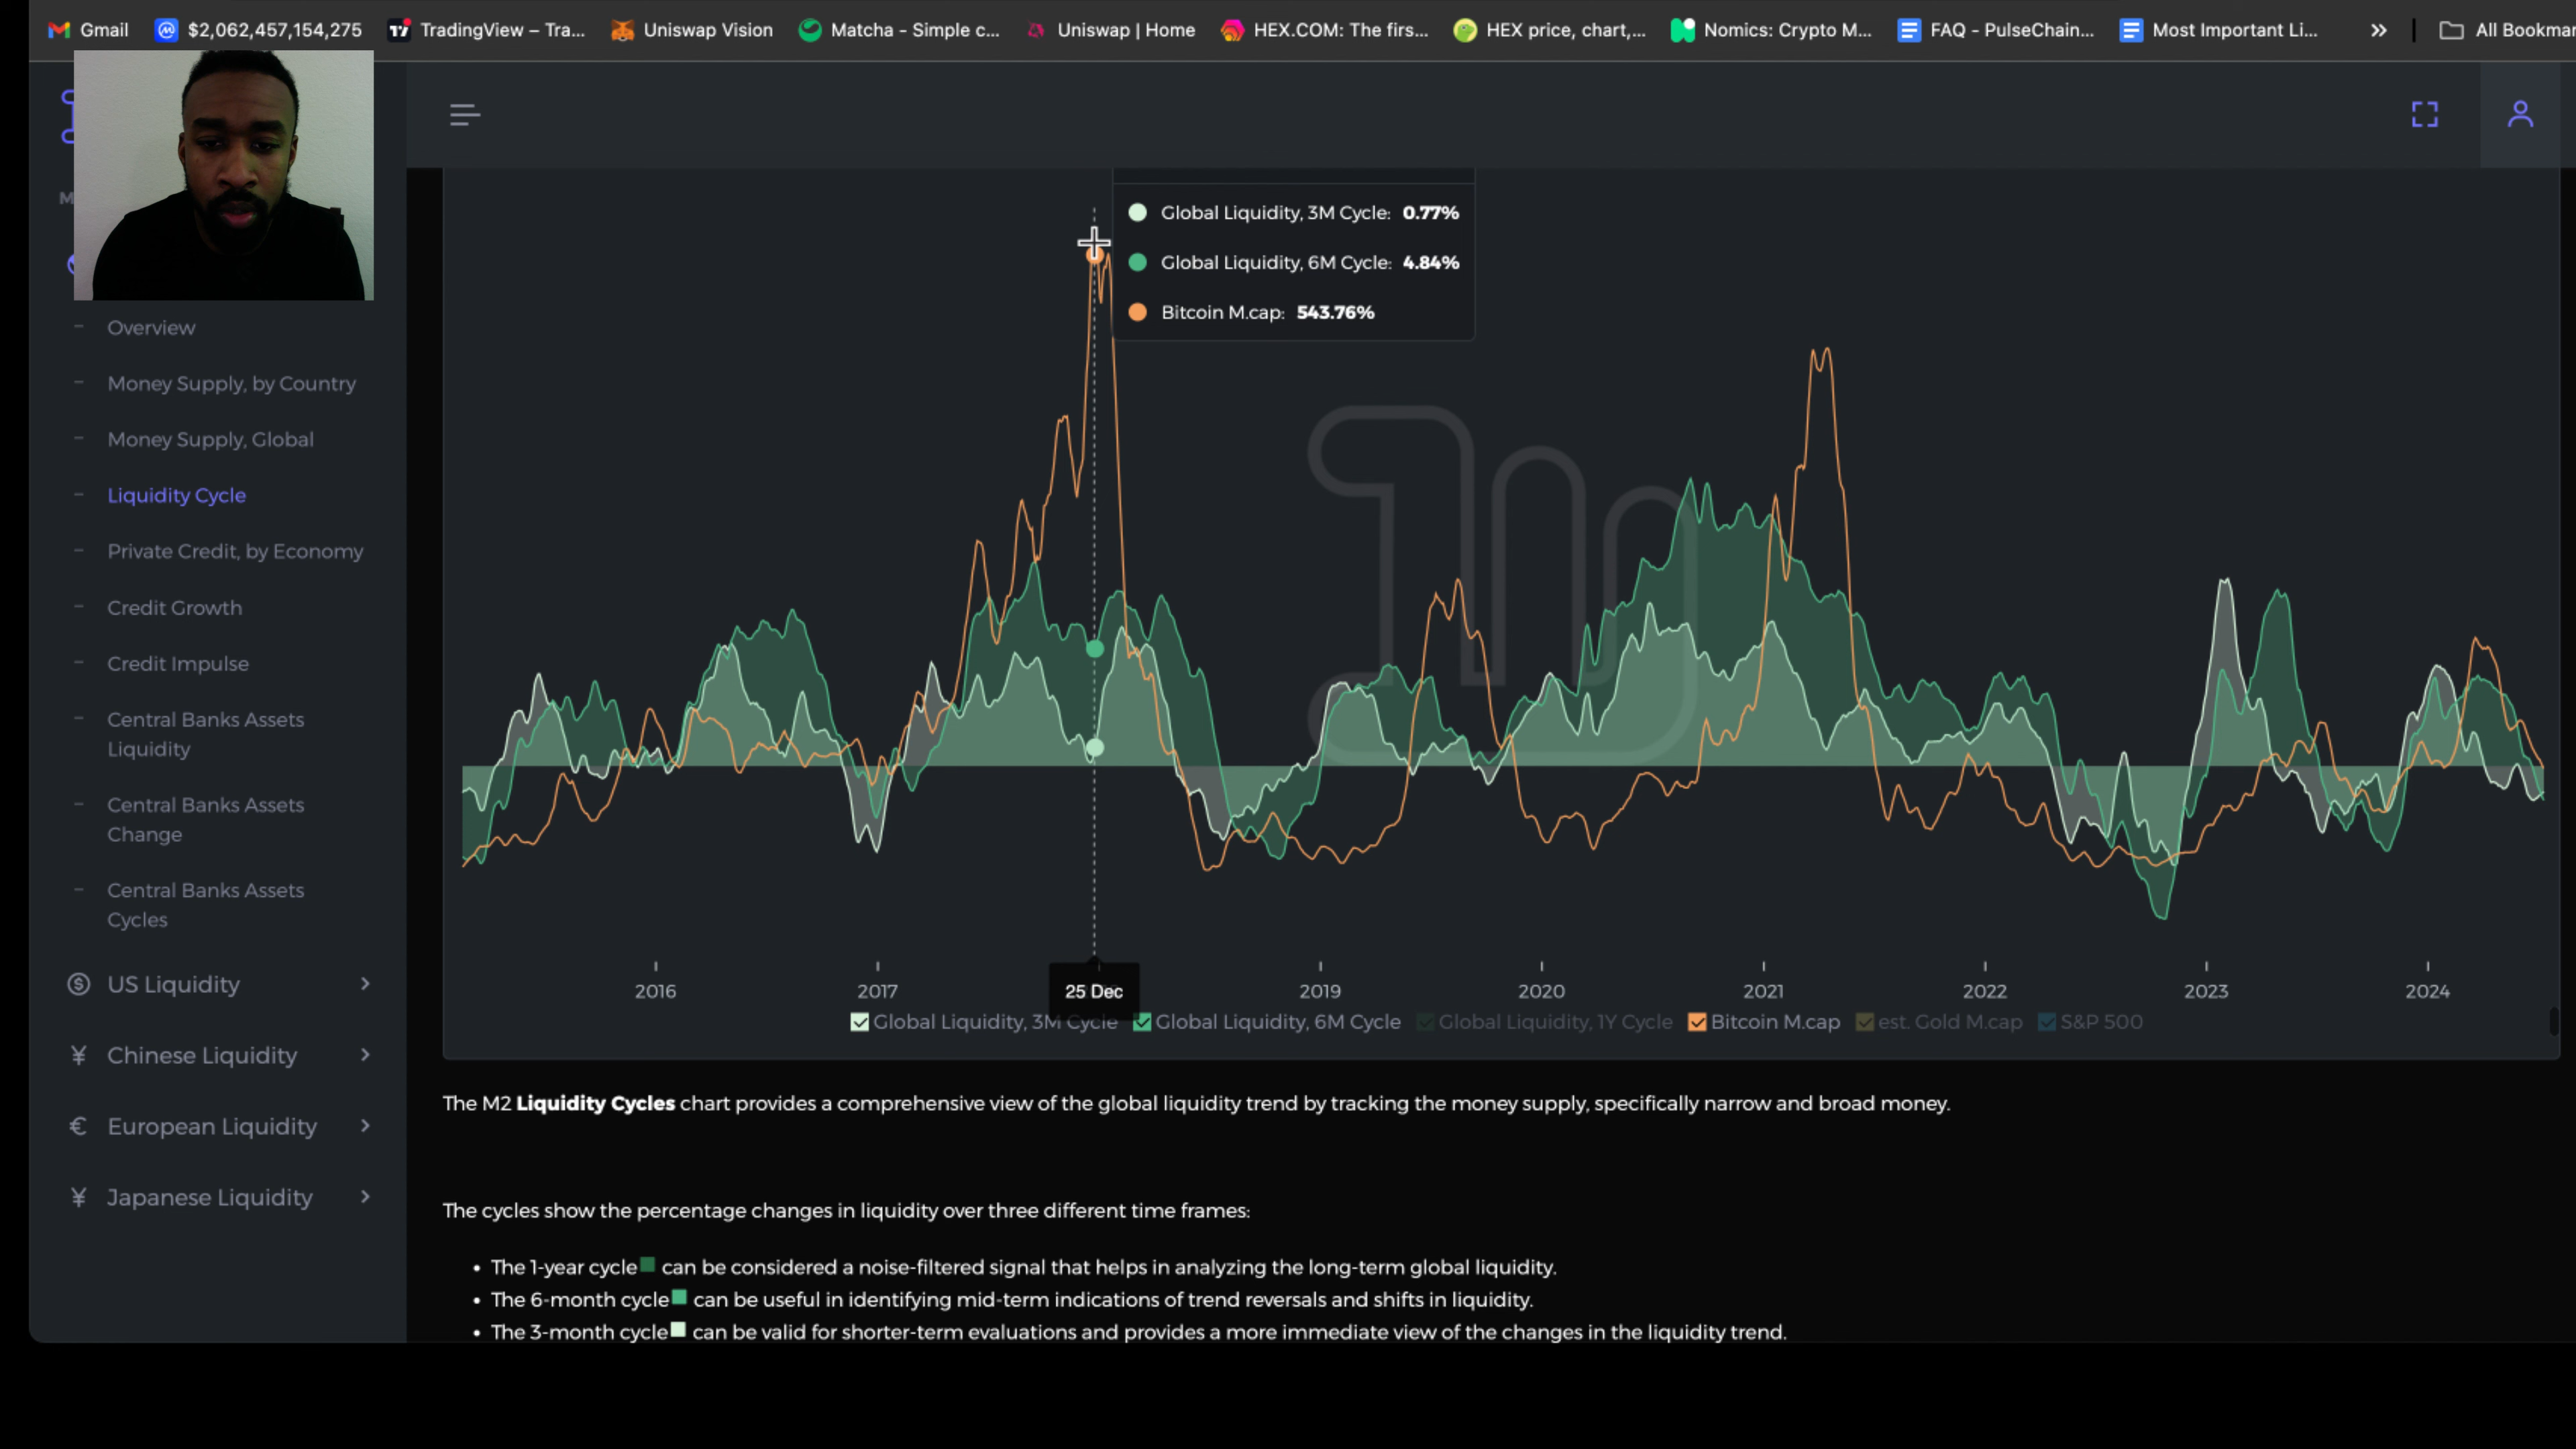 Gmail
$2,062,457,154,275
TradingView – Tra...
Uniswap Vision
Matcha - Simple c...
Uniswap | Home
HEX.COM: The firs...
HEX price, chart,...
Nomics: Crypto M...
FAQ - PulseChain...
Most Important Li...
All Bookmar
Overview
Money Supply, by Country
Money Supply, Global
Liquidity Cycle
Private Credit, by Economy
Credit Growth
Credit Impulse
Central Banks Assets
Liquidity
Central Banks Assets
Change
Central Banks Assets
Cycles
US Liquidity
Chinese Liquidity
European Liquidity
Japanese Liquidity
Global Liquidity, 3M Cycle: 0.77%
Global Liquidity, 6M Cycle: 4.84%
Bitcoin M.cap: 543.76%
2016 2017 25 Dec 2019 2020 2021 2022 2023 2024
Global Liquidity, 3M Cycle Global Liquidity, 6M Cycle Global Liquidity, 1Y Cycle Bitcoin M.cap est. Gold M.cap S&P 500
The M2 Liquidity Cycles chart provides a comprehensive view of the global liquidity trend by tracking the money supply, specifically narrow and broad money.
The cycles show the percentage changes in liquidity over three different time frames:
• The 1-year cycle can be considered a noise-filtered signal that helps in analyzing the long-term global liquidity.
• The 6-month cycle can be useful in identifying mid-term indications of trend reversals and shifts in liquidity.
• The 3-month cycle can be valid for shorter-term evaluations and provides a more immediate view of the changes in the liquidity trend.